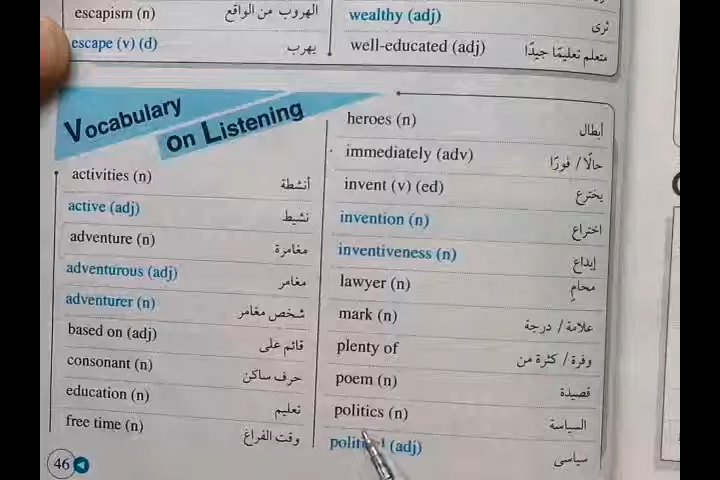 escapism (n) الهروب من الواقع
escape (v) (d) يهرب
wealthy (adj) ثرى
well-educated (adj) متعلم تعليمًا جيدًا
Vocabulary
on Listening
activities (n) أنشطة
active (adj) نشيط
adventure (n) مغامرة
adventurous (adj) مغامر
adventurer (n) شخص مغامر
based on (adj) قائم على
consonant (n) حرف ساكن
education (n) تعليم
free time (n) وقت الفراغ
heroes (n) أبطال
immediately (adv) حالًا / فورًا
invent (v) (ed) يخترع
invention (n) اختراع
inventiveness (n) إبداع
lawyer (n) محامٍ
mark (n) علامة / درجة
plenty of وفرة / كثرة من
poem (n) قصيدة
politics (n) السياسة
political (adj) سياسى
46